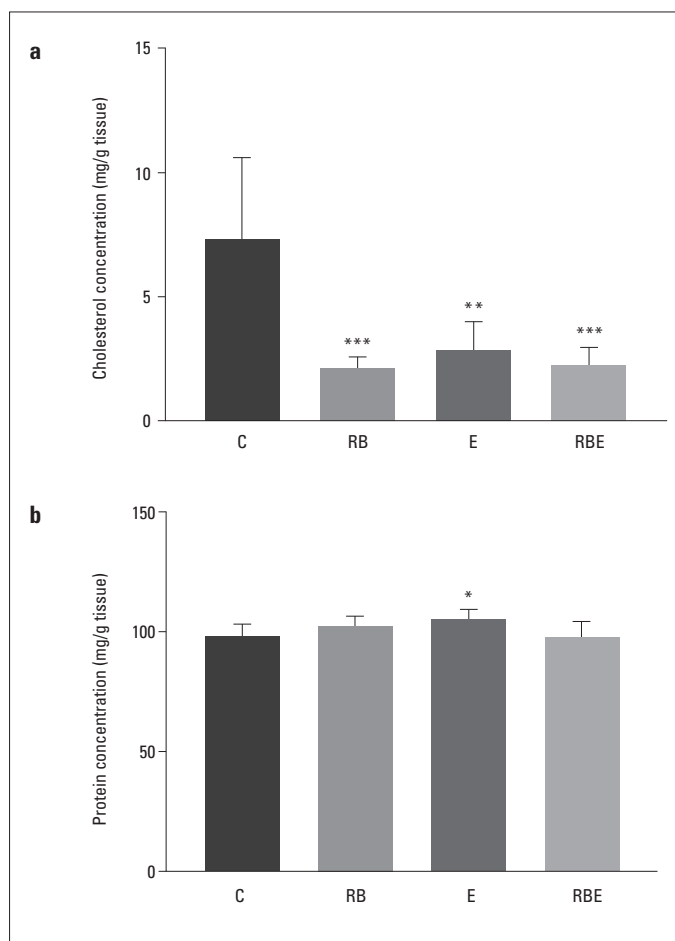 a
Cholesterol concentration (mg/g tissue)
15
10
5
0
***
**
***
C RB E RBE
b
Protein concentration (mg/g tissue)
150
100
50
0
*
C RB E RBE